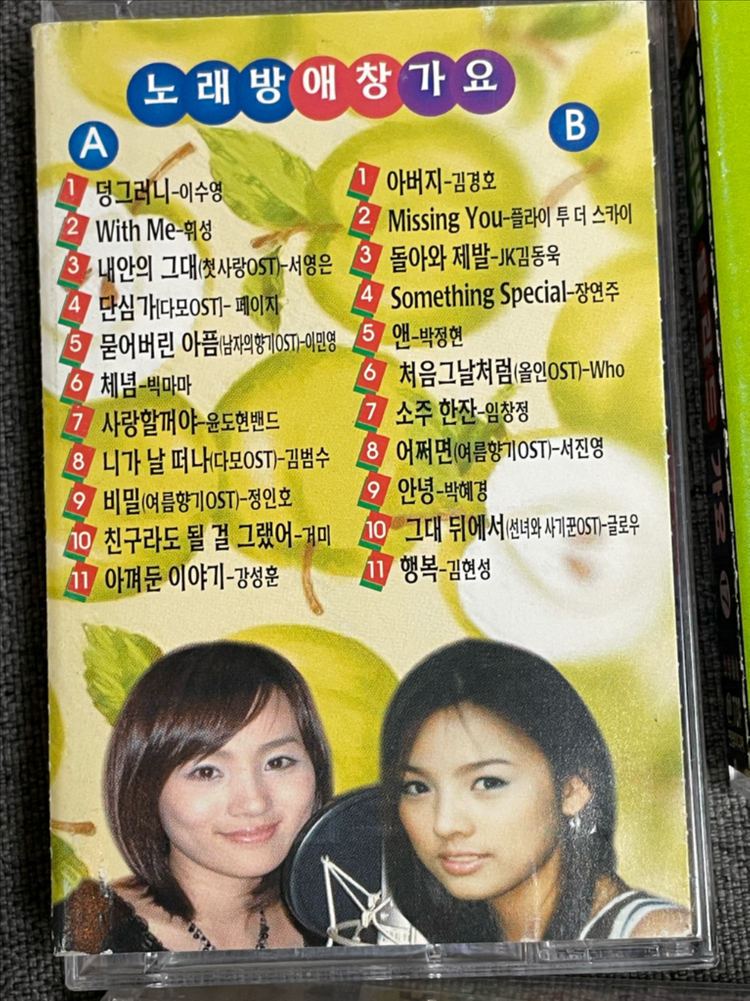 노래방애창가요
A
1 덩그러니-이수영
2 With Me-휘성
3 내안의 그대(첫사랑OST)-서영은
4 단심가[다모OST]-페이지
5 묻어버린 아픔(남자의향기OST)-이민영
6 체념-빅마마
7 사랑할꺼야-윤도현밴드
8 니가 날 떠나(다모OST)-김범수
9 비밀(여름향기OST)-정인호
10 친구라도 될 걸 그랬어-거미
11 아껴둔 이야기-강성훈
B
1 아버지-김경호
2 Missing You-플라이 투 더 스카이
3 돌아와 제발-JK김동욱
4 Something Special-장연주
5 앤-박정현
6 처음그날처럼(올인OST)-Who
7 소주 한잔-임창정
8 어쩌면(여름향기OST)-서진영
9 안녕-박혜경
10 그대 뒤에서(선녀와 사기꾼OST)-글로우
11 행복-김현성